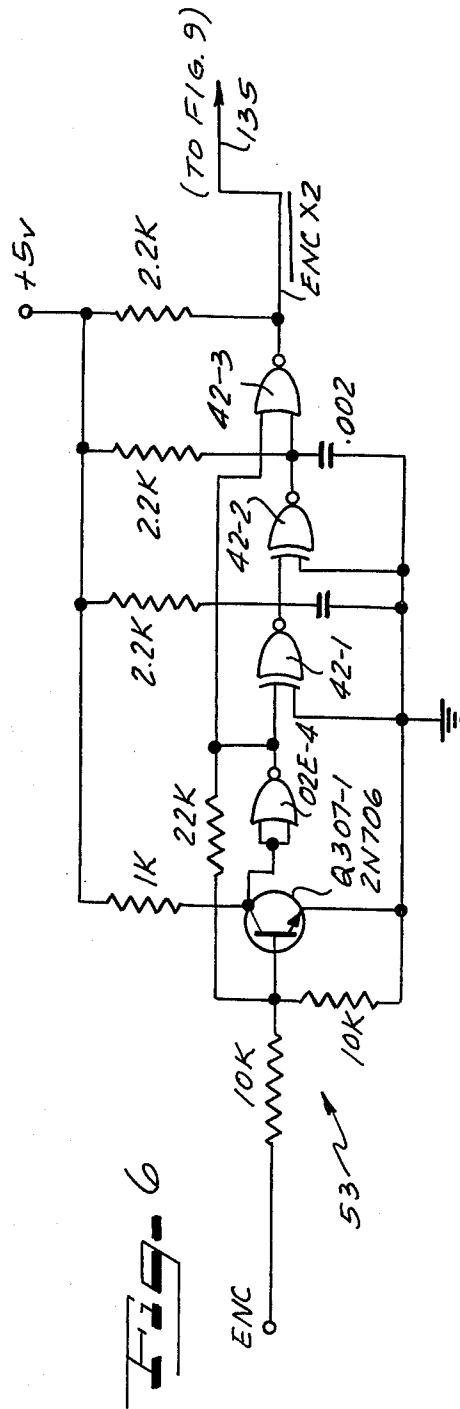 Fig- 6
ENC
53
10K
10K
1K
22K
Q307-1
2N706
02E-4
2.2K
42-1
2.2K
42-2
.002
42-3
2.2K
+5v
ENC X2
135
(TO FIG. 9)